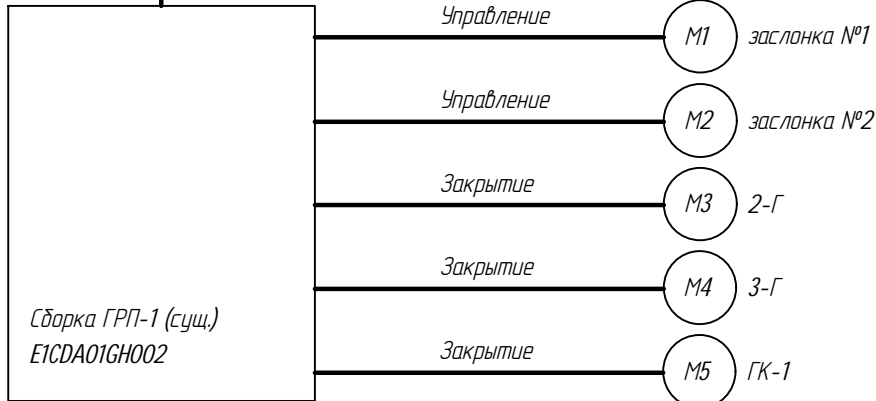 Управление
М1 заслонка №1
Управление
М2 заслонка №2
Закрытие
М3 2-Г
Закрытие
М4 3-Г
Сборка ГРП-1 (сущ.)
E1CDA01GH002
Закрытие
М5 ГК-1